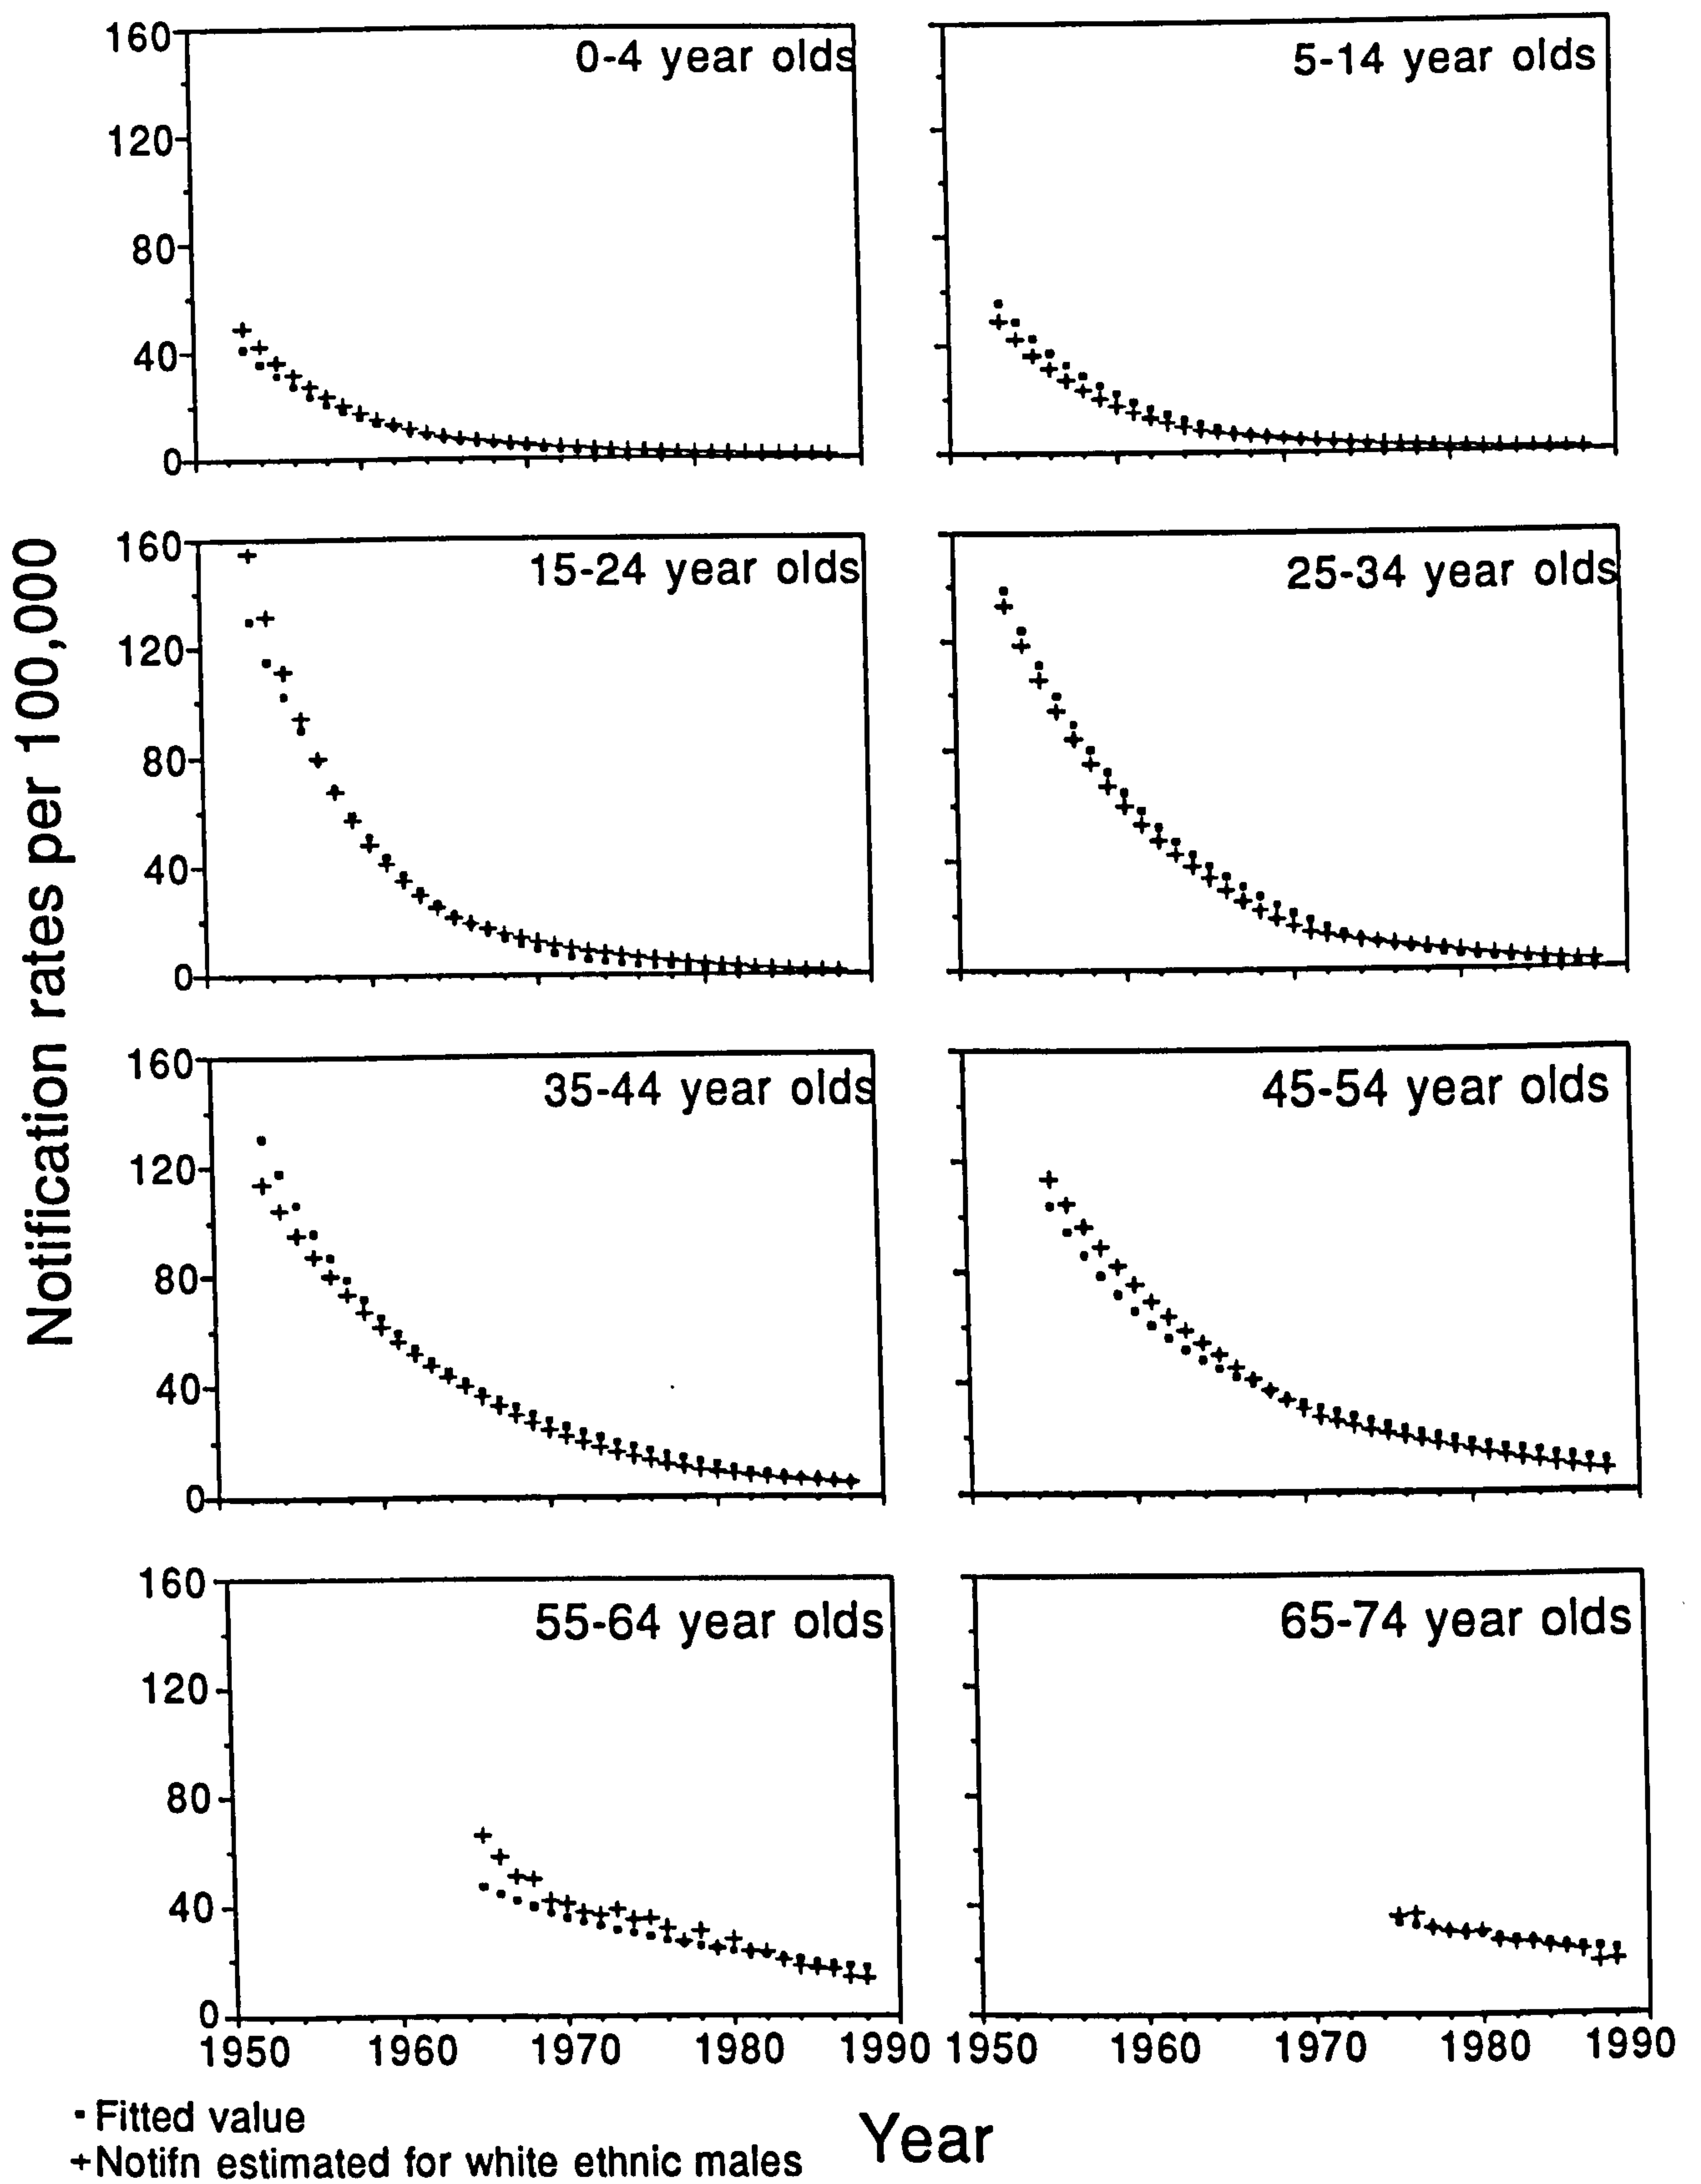 Notification rates per 100,000
160
120
80
40
0
0-4 year olds
5-14 year olds
160
120
80
40
0
15-24 year olds
25-34 year olds
160
120
80
40
0
35-44 year olds
45-54 year olds
160
120
80
40
0
55-64 year olds
65-74 year olds
1950 1960 1970 1980 1990 1950 1960 1970 1980 1990
Year
Fitted value
+Notifn estimated for white ethnic males